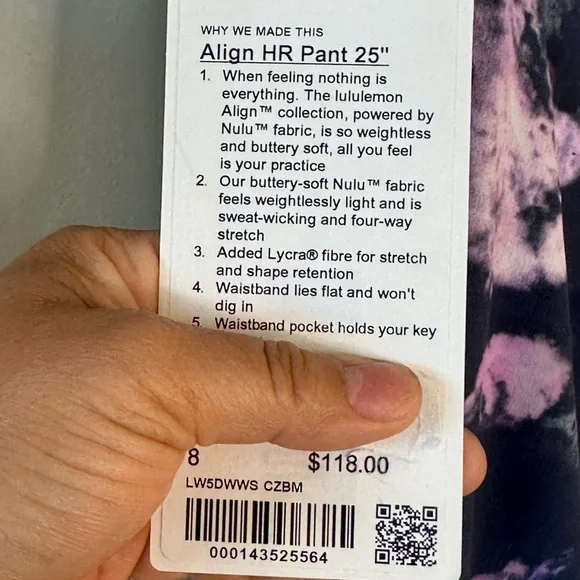 WHY WE MADE THIS
Align HR Pant 25"
1. When feeling nothing is
everything. The lululemon
Align™ collection, powered by
Nulu™ fabric, is so weightless
and buttery soft, all you feel
is your practice
2. Our buttery-soft Nulu™ fabric
feels weightlessly light and is
sweat-wicking and four-way
stretch
3. Added Lycra® fibre for stretch
and shape retention
4. Waistband lies flat and won't
dig in
5. Waistband pocket holds your key
8 $118.00
LW5DWWS CZBM
000143525564